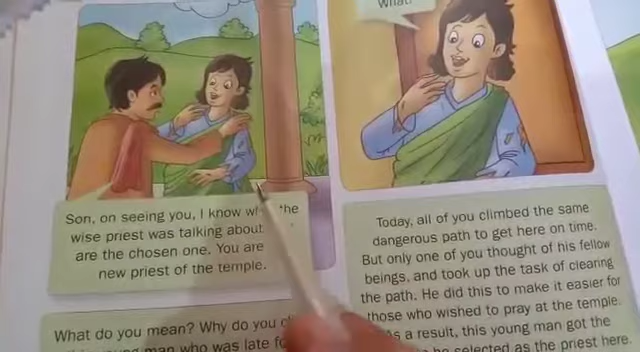 What!
Son, on seeing you, I know the
wise priest was talking about
are the chosen one. You are
new priest of the temple.
What do you mean? Why do you
man who was late
Today, all of you climbed the same
dangerous path to get here on time.
But only one of you thought of his fellow
beings, and took up the task of clearing
the path. He did this to make it easier for
those who wished to pray at the temple.
As a result, this young man got the
be selected as the priest here.